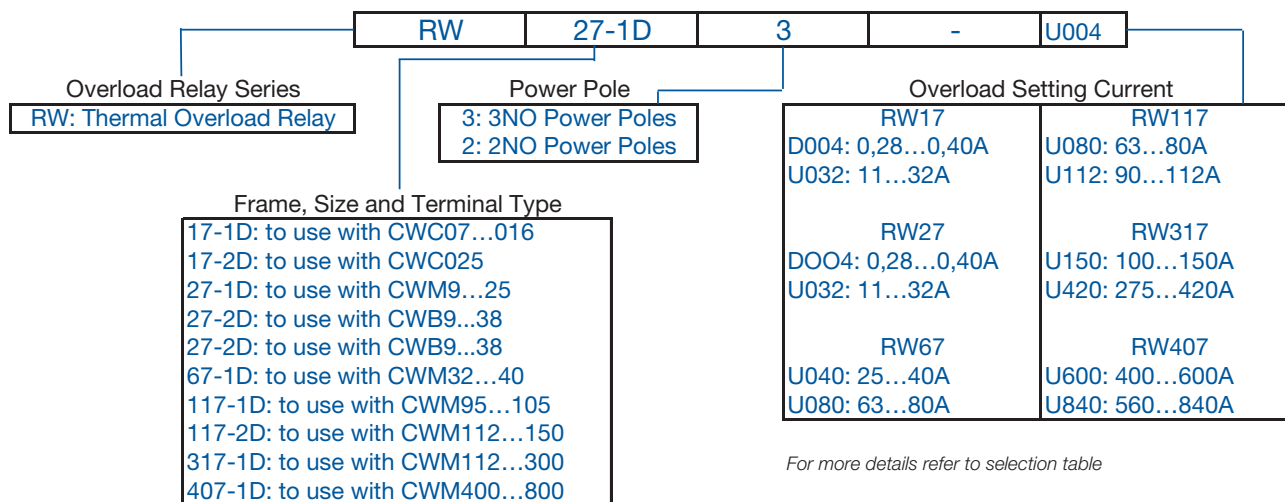 RW 27-1D 3 - U004
Overload Relay Series
RW: Thermal Overload Relay
Power Pole
3: 3NO Power Poles
2: 2NO Power Poles
Frame, Size and Terminal Type
17-1D: to use with CWC07...016
17-2D: to use with CWC025
27-1D: to use with CWM9…25
27-2D: to use with CWB9...38
27-2D: to use with CWB9...38
67-1D: to use with CWM32…40
117-1D: to use with CWM95…105
117-2D: to use with CWM112…150
317-1D: to use with CWM112…300
407-1D: to use with CWM400…800
Overload Setting Current
RW17
D004: 0,28…0,40A
U032: 11…32A
RW27
DOO4: 0,28…0,40A
U032: 11…32A
RW67
U040: 25…40A
U080: 63…80A
RW117
U080: 63…80A
U112: 90…112A
RW317
U150: 100…150A
U420: 275…420A
RW407
U600: 400…600A
U840: 560…840A
For more details refer to selection table